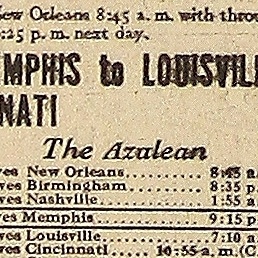 New Orleans 8:45 a. m. with throu
:25 p. m. next day.
MPHIS to LOUISVILL
NATI
The Azalean
ves New Orleans........... 8:45 a
ves Birmingham........... 8:35 p.
ves Nashville............... 1:55 a
ves Memphis............... 9:15 p.
ves Louisville.............. 7:10 a.
ves Cincinnati....... 10:55 a. m. (C